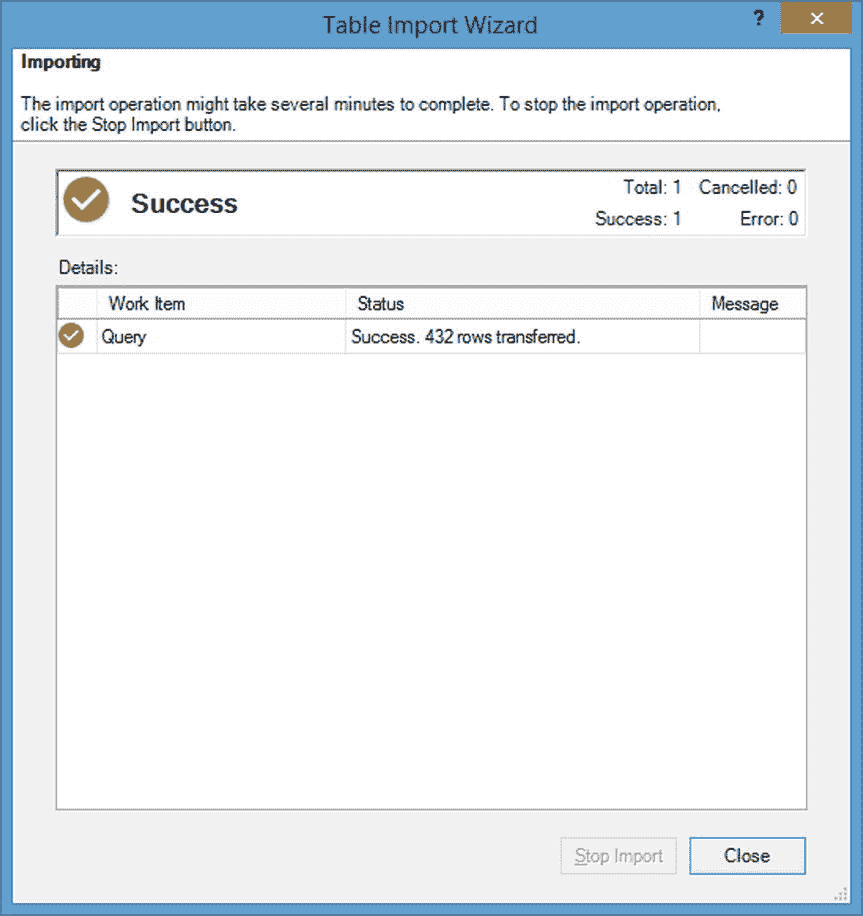 Table Import Wizard
?
Importing
The import operation might take several minutes to complete. To stop the import operation,
click the Stop Import button.
Success
Total: 1 Cancelled: 0
Success: 1 Error: 0
Details:
Work Item Status Message
Query Success. 432 rows transferred.
Stop Import Close